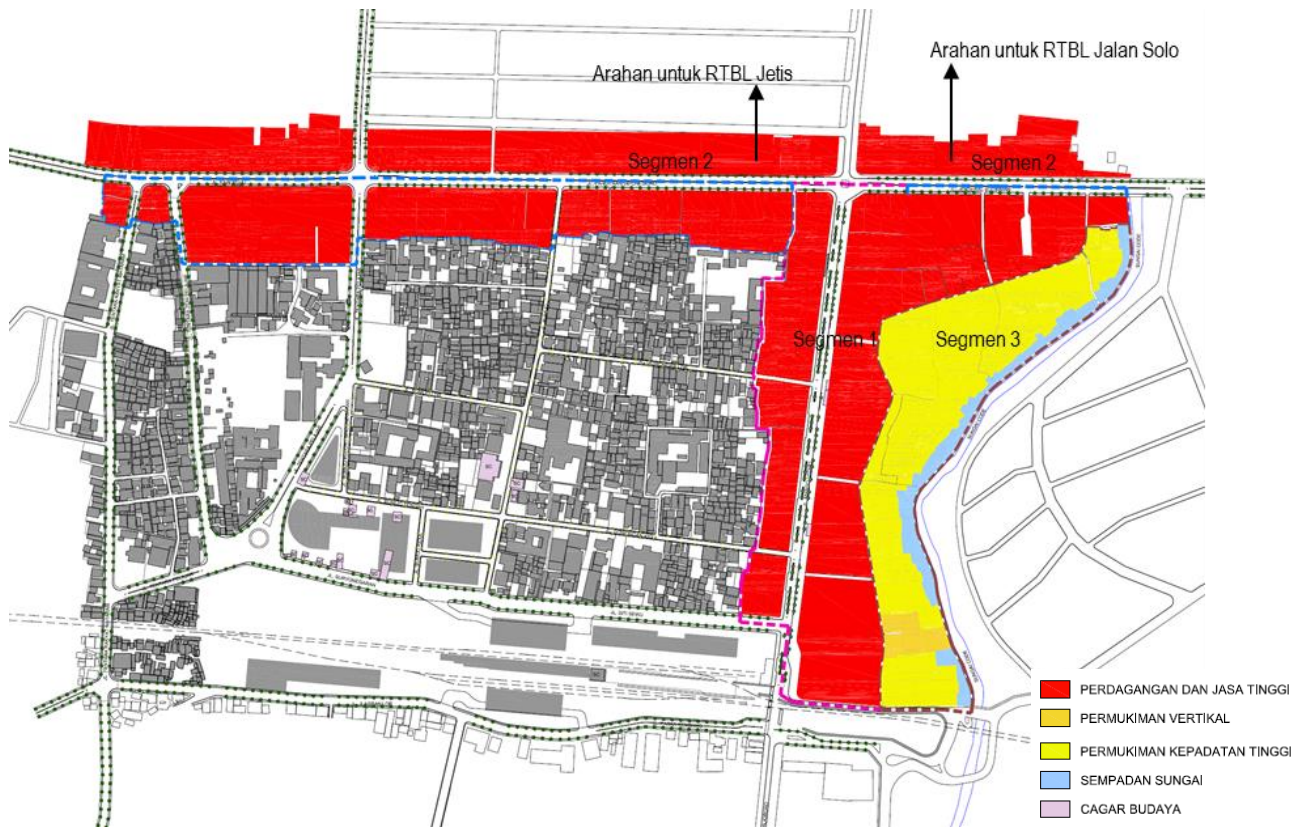 Arahan untuk RTBL Jalan Solo
Arahan untuk RTBL Jetis
Segmen 2
Segmen 2
Segmen 1
Segmen 3
PERDAGANGAN DAN JASA TINGGI
PERMUKIMAN VERTIKAL
PERMUKIMAN KEPADATAN TINGGI
SEMPADAN SUNGAI
CAGAR BUDAYA